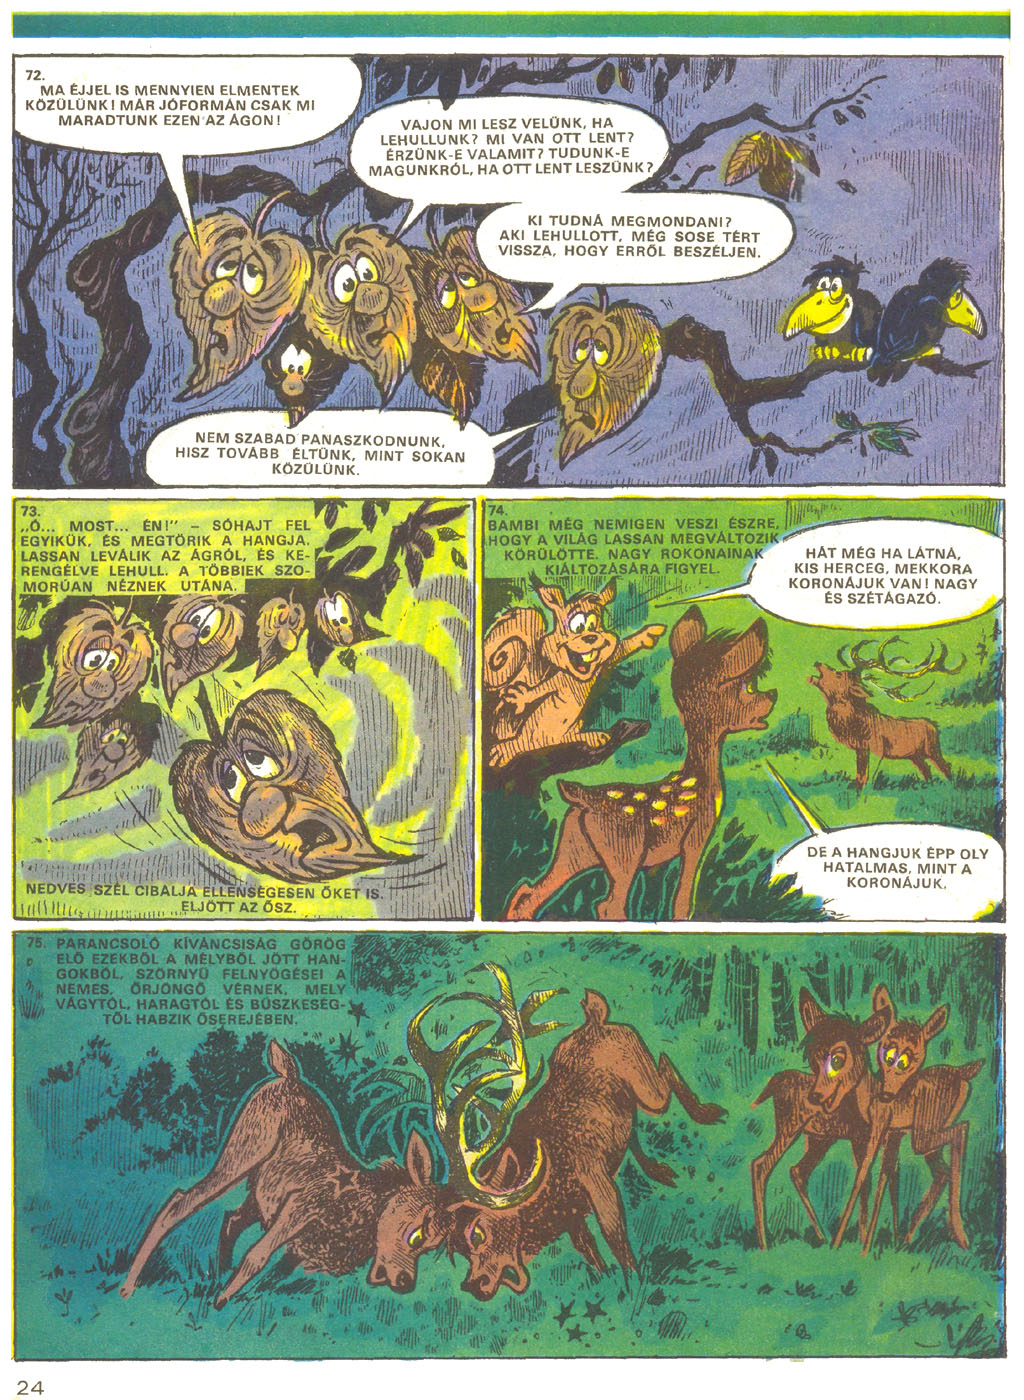 72.
MA ÉJJEL IS MENNYIEN ELMENTEK
KÖZÜLÜNK! MÁR JÓFORMÁN CSAK MI
MARADTUNK EZEN AZ ÁGON!
VAJON MI LESZ VELÜNK, HA
LEHULLUNK? MI VAN OTT LENT?
ÉRZÜNK-E VALAMIT? TUDUNK-E
MAGUNKRÓL, HA OTT LENT LESZÜNK?
KI TUDNÁ MEGMONDANI?
AKI LEHULLOTT, MÉG SOSE TÉRT
VISSZA, HOGY ERRŐL BESZÉLJEN.
NEM SZABAD PANASZKODNUNK,
HISZ TOVÁBB ÉLTÜNK, MINT SOKAN
KÖZÜLÜNK.
73.
„Ó... MOST... ÉN!" – SÓHAJT FEL
EGYIKÜK, ÉS MEGTÖRIK A HANGJA.
LASSAN LEVÁLIK AZ ÁGRÓL, ÉS KE-
RENGÉLVE LEHULL. A TÖBBIEK SZO-
MORÚAN NÉZNEK UTÁNA.
NEDVES SZÉL CIBÁLJA ELLENSÉGESEN ŐKET IS.
ELJÖTT AZ ŐSZ.
74.
BAMBI MÉG NEMIGEN VESZI ÉSZRE,
HOGY A VILÁG LASSAN MEGVÁLTOZIK
KÖRÜLÖTTE. NAGY ROKONAINAK
KIÁLTOZÁSÁRA FIGYEL.
HÁT MÉG HA LÁTNÁ,
KIS HERCEG, MEKKORA
KORONÁJUK VAN! NAGY
ÉS SZÉTÁGAZÓ.
DE A HANGJUK ÉPP OLY
HATALMAS, MINT A
KORONÁJUK.
75. PARANCSOLÓ KÍVÁNCSISÁG GÖRÖG
ELŐ EZEKBŐL A MÉLYBŐL JÖTT HAN-
GOKBÓL, SZÖRNYŰ FELNYÖGÉSEI A
NEMES, ŐRJÖNGŐ VÉRNEK, MELY
VÁGYTÓL, HARAGTÓL ÉS BÜSZKESÉG-
TŐL HABZIK ŐSEREJÉBEN.
24